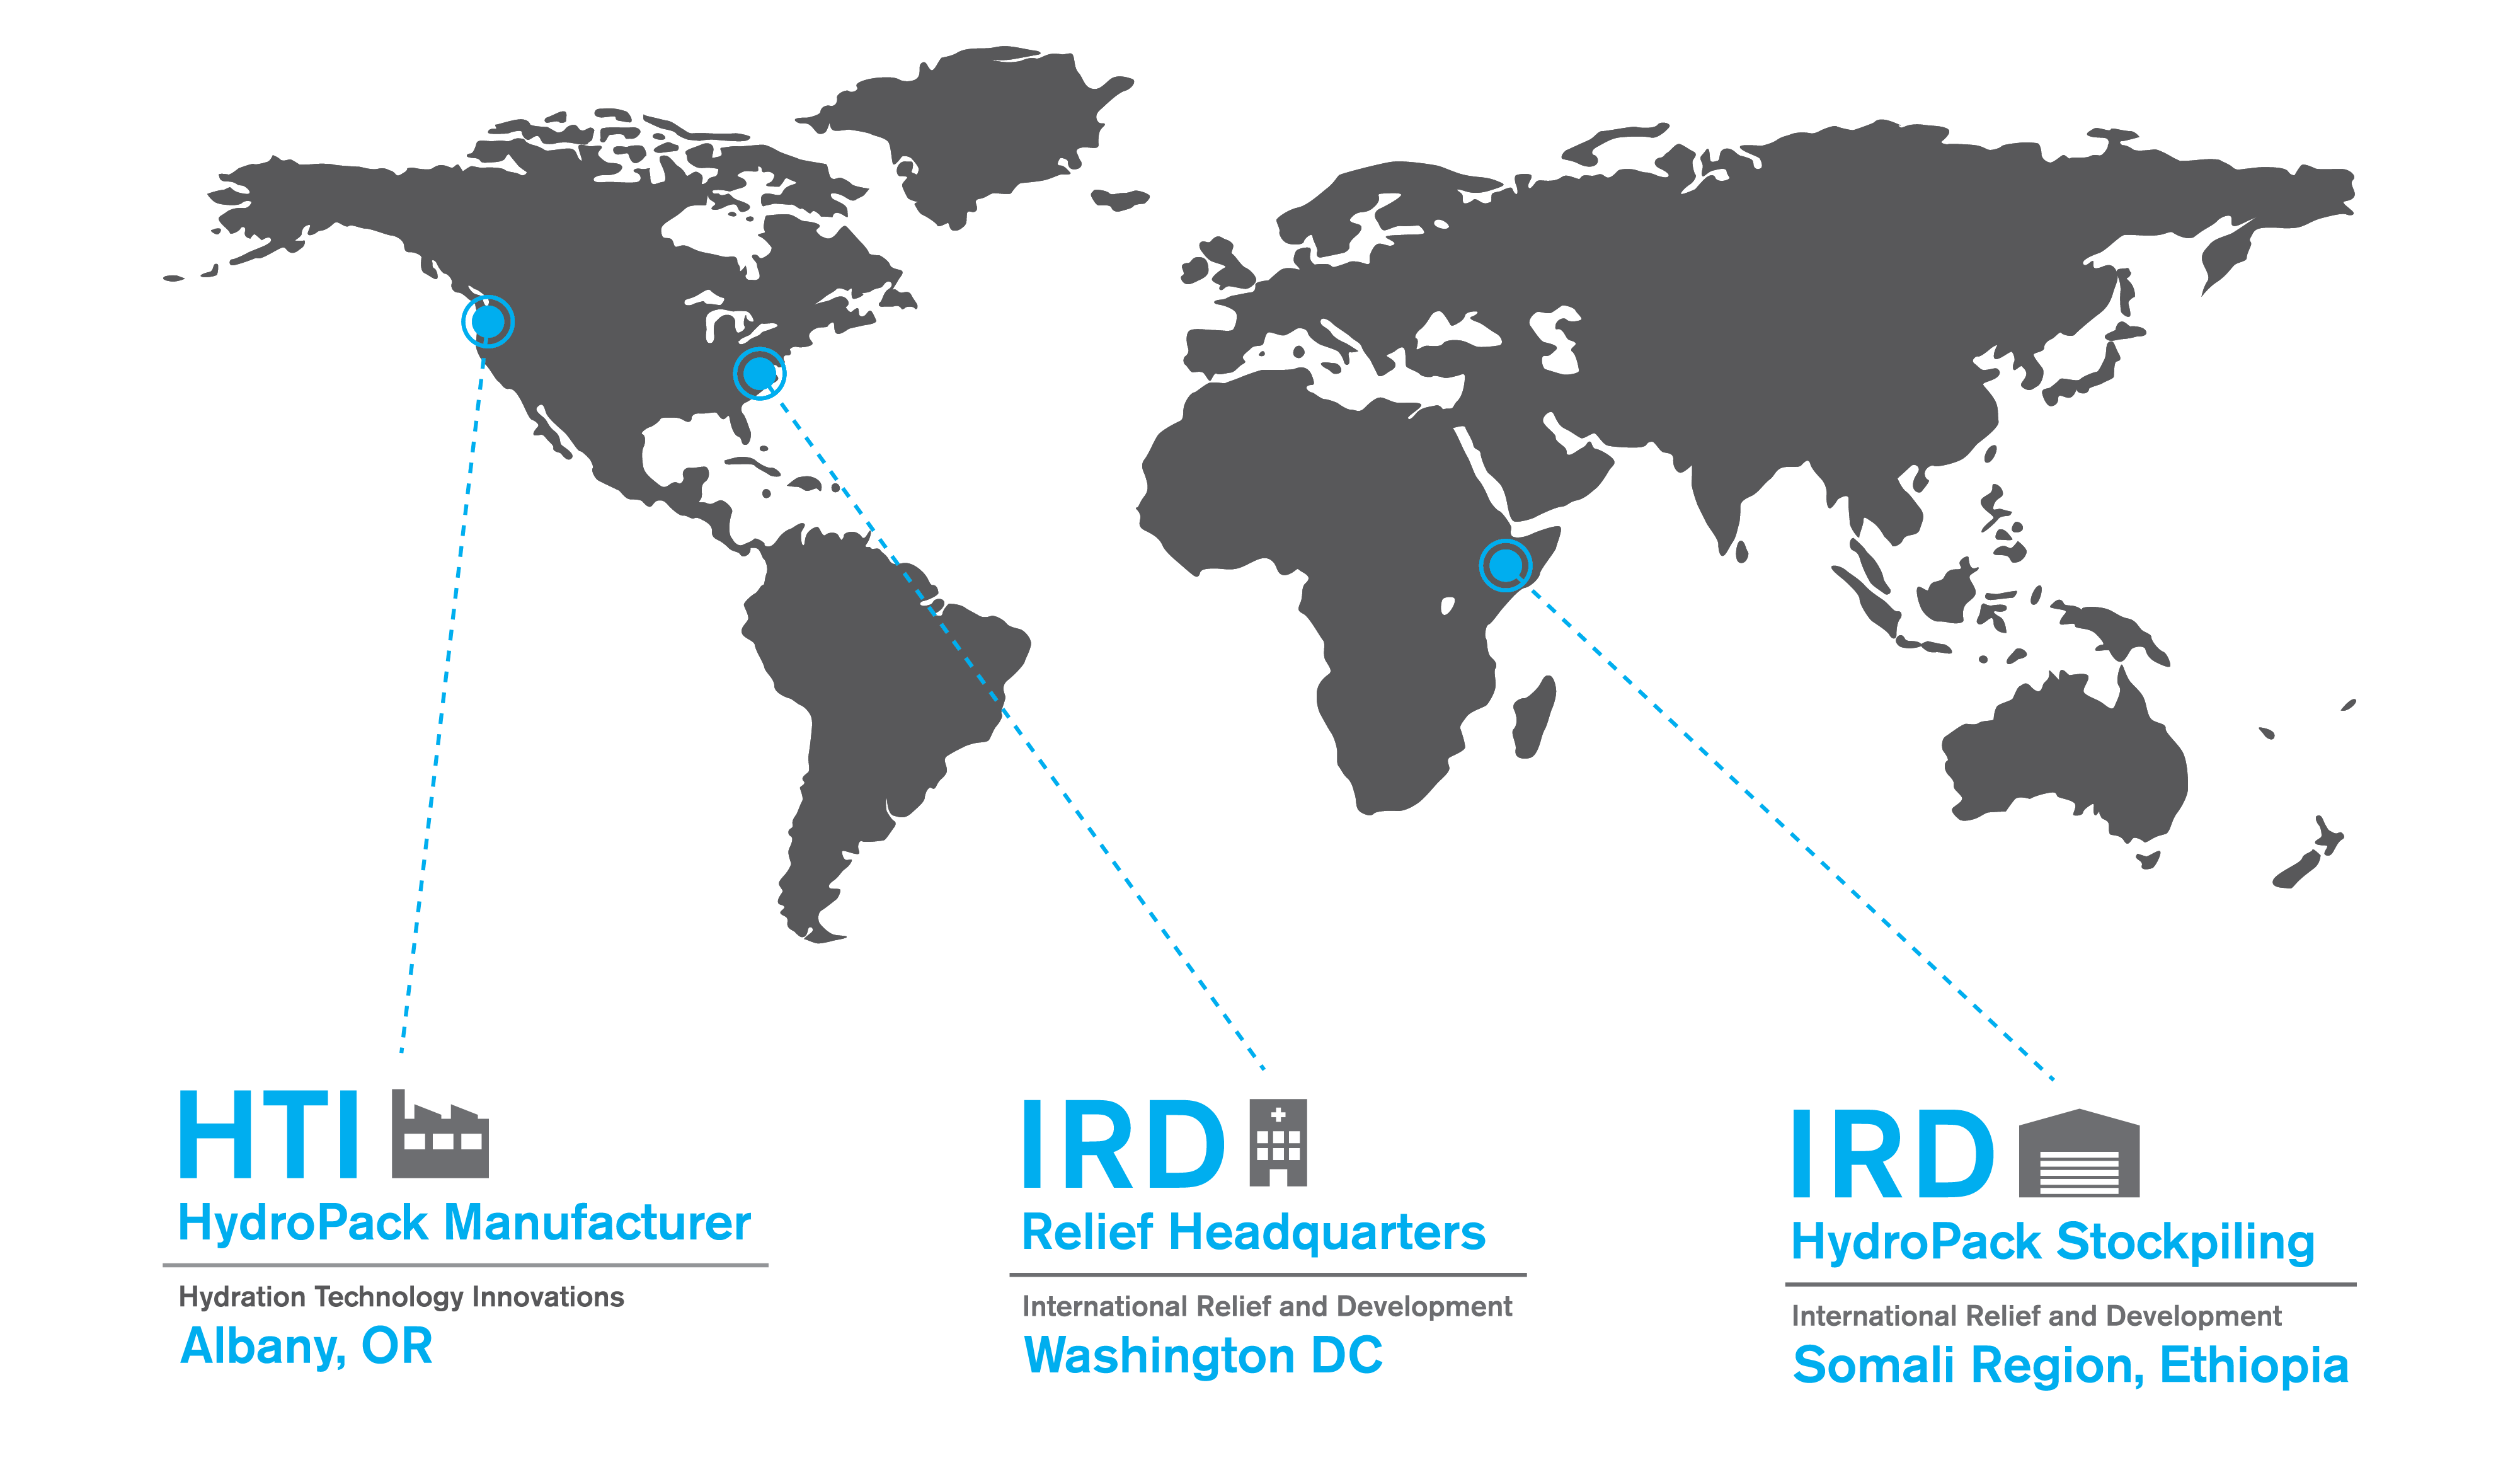 HTI
HydroPack Manufacturer
Hydration Technology Innovations
Albany, OR
IRD
Relief Headquarters
International Relief and Development
Washington DC
IRD
HydroPack Stockpiling
International Relief and Development
Somali Region, Ethiopia